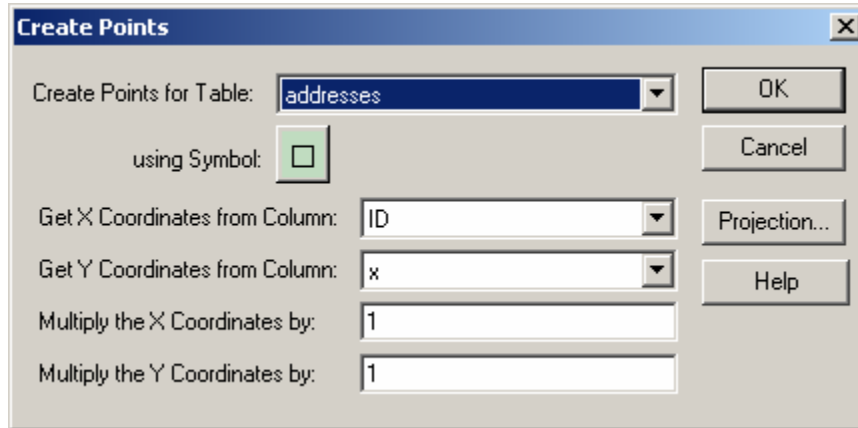 Create Points
Create Points for Table: addresses OK
using Symbol: Cancel
Get X Coordinates from Column: ID Projection...
Get Y Coordinates from Column: x Help
Multiply the X Coordinates by: 1
Multiply the Y Coordinates by: 1